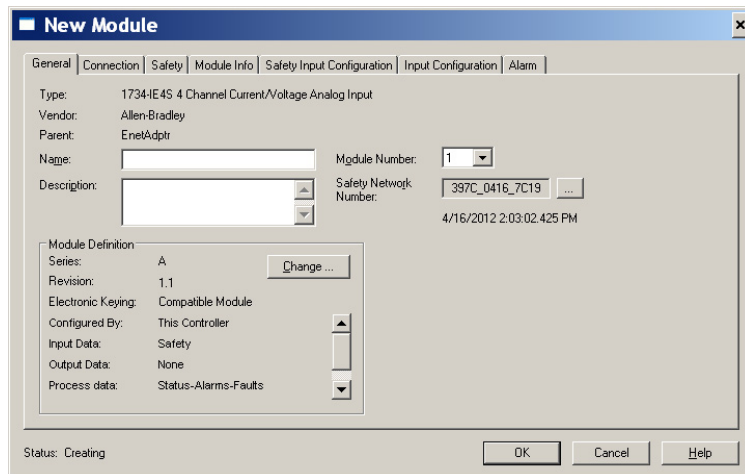 New Module
General Connection Safety Module Info Safety Input Configuration Input Configuration Alarm
Type: 1734-IE4S 4 Channel Current/Voltage Analog Input
Vendor: Allen-Bradley
Parent: EnetAdptr
Name: Module Number: 1
Description: Safety Network Number: 397C_0416_7C19 ...
4/16/2012 2:03:02.425 PM
Module Definition
Series: A Change ...
Revision: 1.1
Electronic Keying: Compatible Module
Configured By: This Controller
Input Data: Safety
Output Data: None
Process data: Status-Alarms-Faults
Status: Creating OK Cancel Help